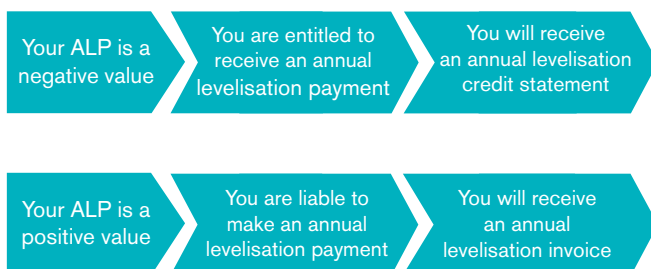 Your ALP is a
negative value
You are entitled to
receive an annual
levelisation payment
You will receive
an annual levelisation
credit statement
Your ALP is a
positive value
You are liable to
make an annual
levelisation payment
You will receive
an annual
levelisation invoice